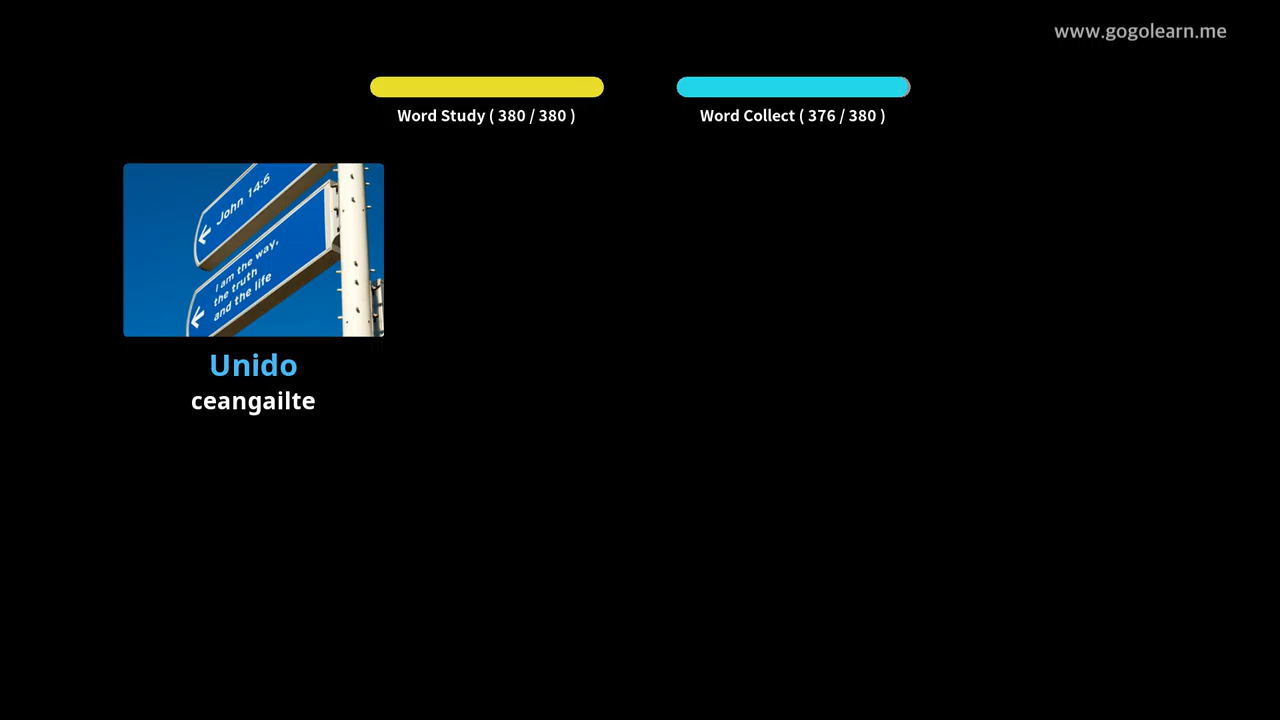 www.gogolearn.me
Word Study ( 380 / 380 )
Word Collect ( 376 / 380 )
John 14:6
I am the way,
the truth
and the life
Unido
ceangailte